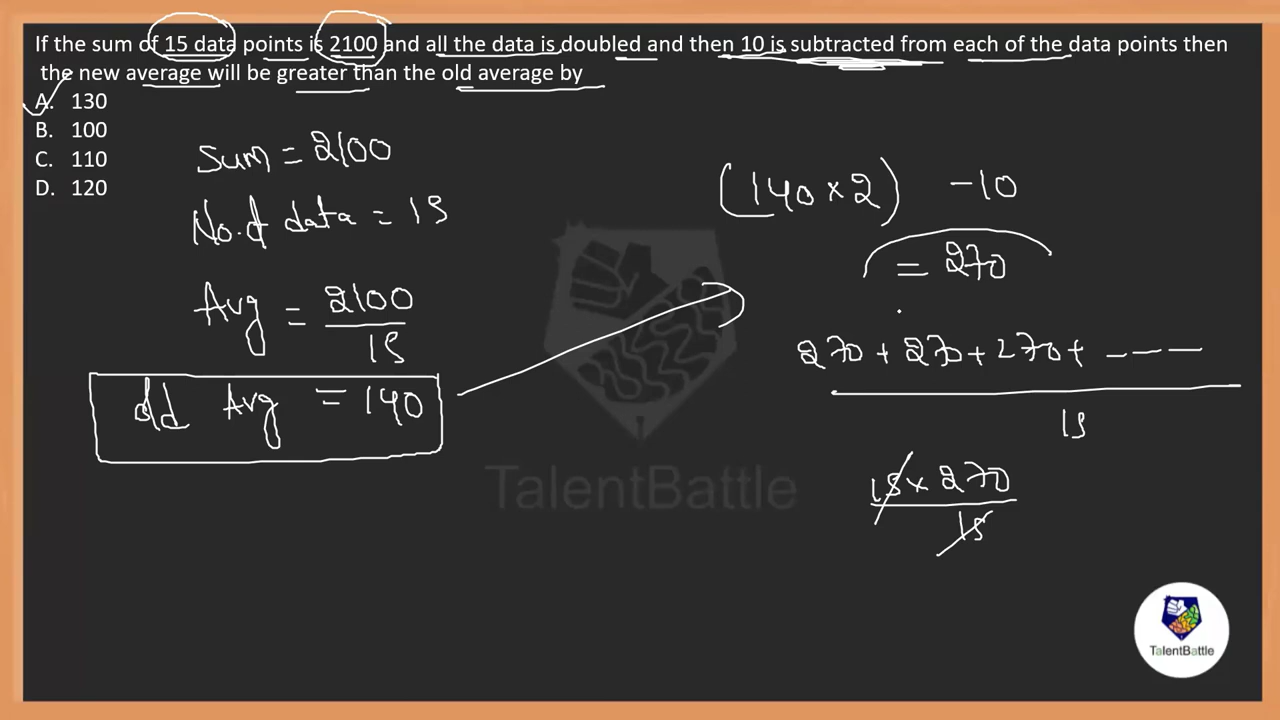 If the sum of 15 data points is 2100 and all the data is doubled and then 10 is subtracted from each of the data points then
the new average will be greater than the old average by
A. 130
B. 100
C. 110
D. 120
Sum = 2100
No. of data = 15
Avg = 2100
15
old Avg = 140
(140 × 2) - 10
= 270
270 + 270 + 270 + - - -
15
15 × 270
15
TalentBattle
TalentBattle